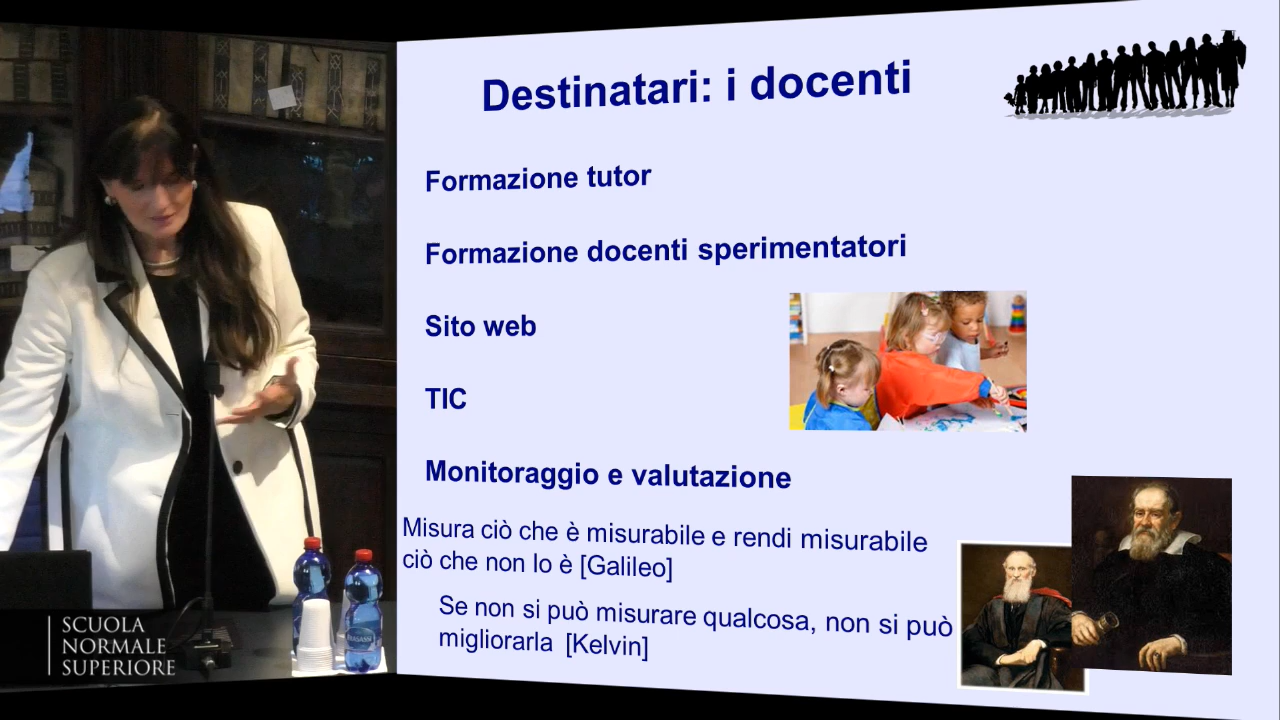 Destinatari: i docenti
Formazione tutor
Formazione docenti sperimentatori
Sito web
TIC
Monitoraggio e valutazione
Misura ciò che è misurabile e rendi misurabile
ciò che non lo è [Galileo]
Se non si può misurare qualcosa, non si può
migliorarla [Kelvin]
SCUOLA
NORMALE
SUPERIORE